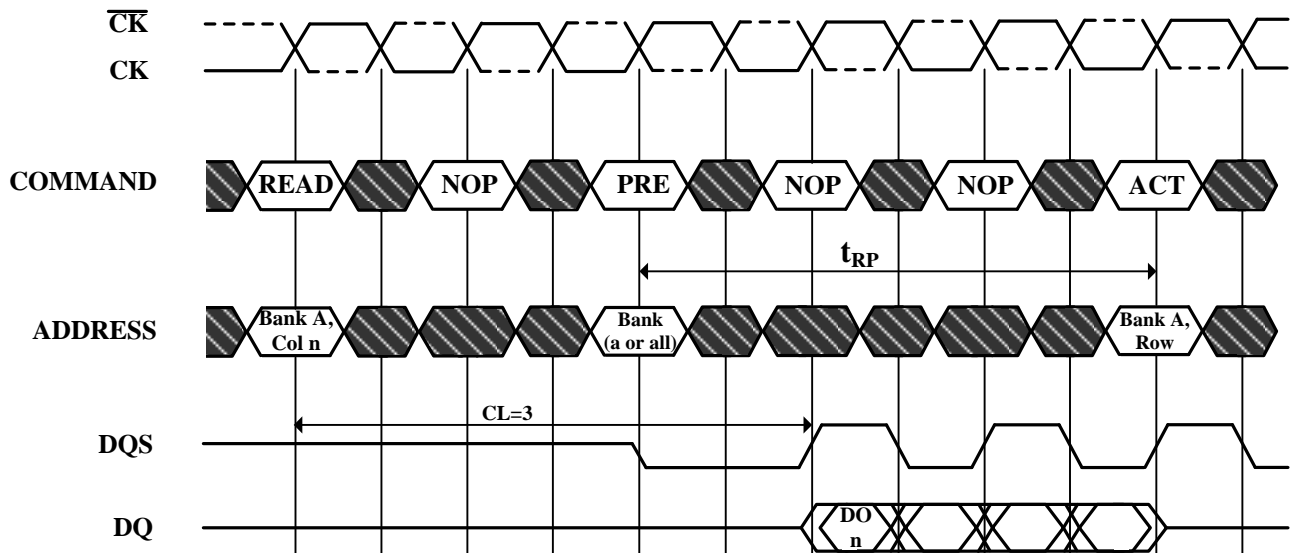 CK
CK
COMMAND
READ NOP PRE NOP NOP ACT
tRP
ADDRESS
Bank A,
Col n
Bank
(a or all)
Bank A,
Row
CL=3
DQS
DQ
DO
n